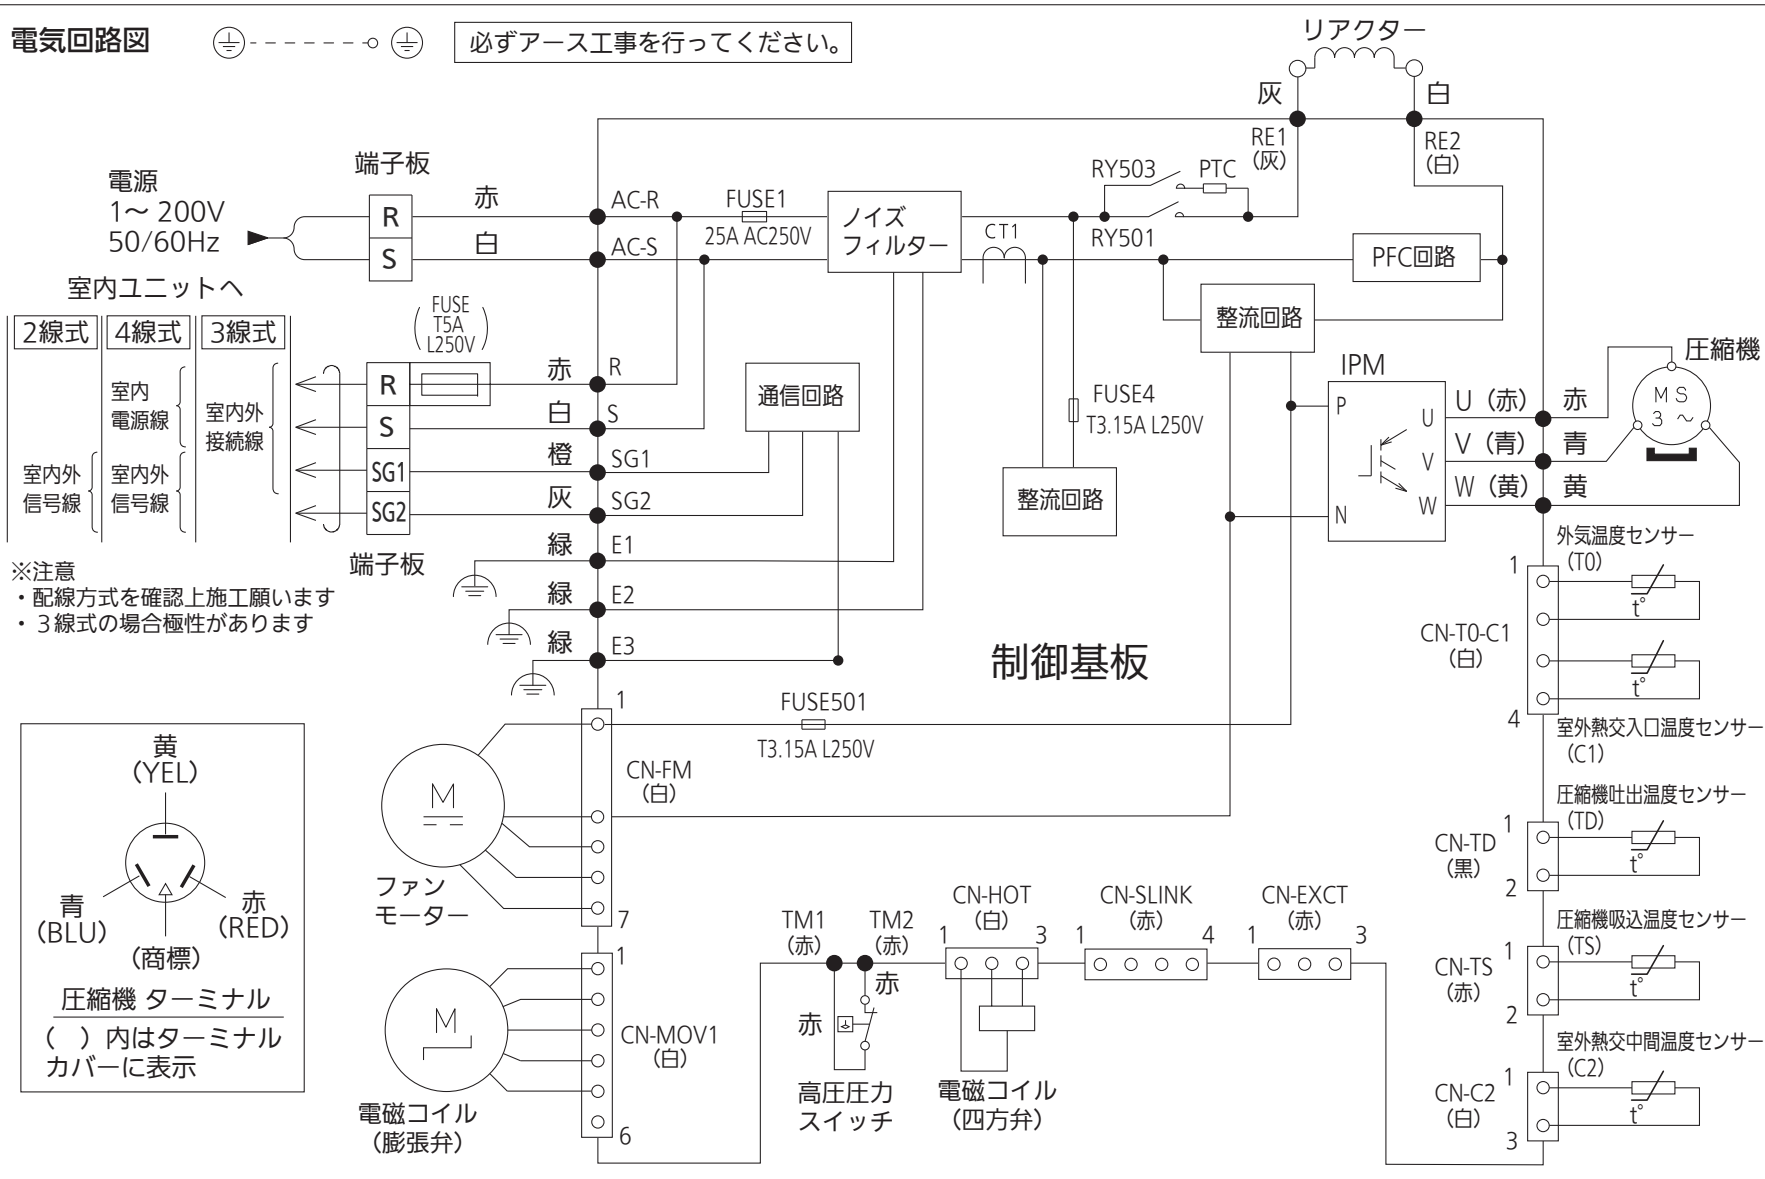 電気回路図
必ずアース工事を行ってください。
リアクター
灰
白
RE1
(灰)
RE2
(白)
端子板
電源
1～ 200V
50/60Hz
R
S
赤
白
AC-R
AC-S
FUSE1
25A AC250V
ノイズ
フィルター
RY503
PTC
RY501
CT1
PFC回路
整流回路
室内ユニットへ
2線式
4線式
3線式
室内
電源線
室内外
接続線
室内外
信号線
室内外
信号線
(FUSE
T5A
L250V)
R
S
SG1
SG2
赤
白
橙
灰
R
S
SG1
SG2
端子板
通信回路
FUSE4
T3.15A L250V
整流回路
IPM
P
N
U
V
W
U (赤)
V (青)
W (黄)
赤
青
黄
圧縮機
M S
3 ～
緑
E1
緑
E2
緑
E3
※注意
・配線方式を確認上施工願います
・３線式の場合極性があります
制御基板
外気温度センサー
(T0)
1
t°
CN-T0-C1
(白)
t°
4
室外熱交入口温度センサー
(C1)
圧縮機吐出温度センサー
(TD)
1
CN-TD
(黒)
t°
2
圧縮機吸込温度センサー
(TS)
1
CN-TS
(赤)
t°
2
室外熱交中間温度センサー
(C2)
1
CN-C2
(白)
t°
3
FUSE501
T3.15A L250V
1
CN-FM
(白)
7
M
ファン
モーター
1
CN-MOV1
(白)
6
M
電磁コイル
(膨張弁)
TM1
(赤)
TM2
(赤)
赤
赤
高圧圧力
スイッチ
CN-HOT
(白)
1
3
電磁コイル
(四方弁)
CN-SLINK
(赤)
1
4
CN-EXCT
(赤)
1
3
黄
(YEL)
青
(BLU)
赤
(RED)
(商標)
圧縮機 ターミナル
(　) 内はターミナル
カバーに表示